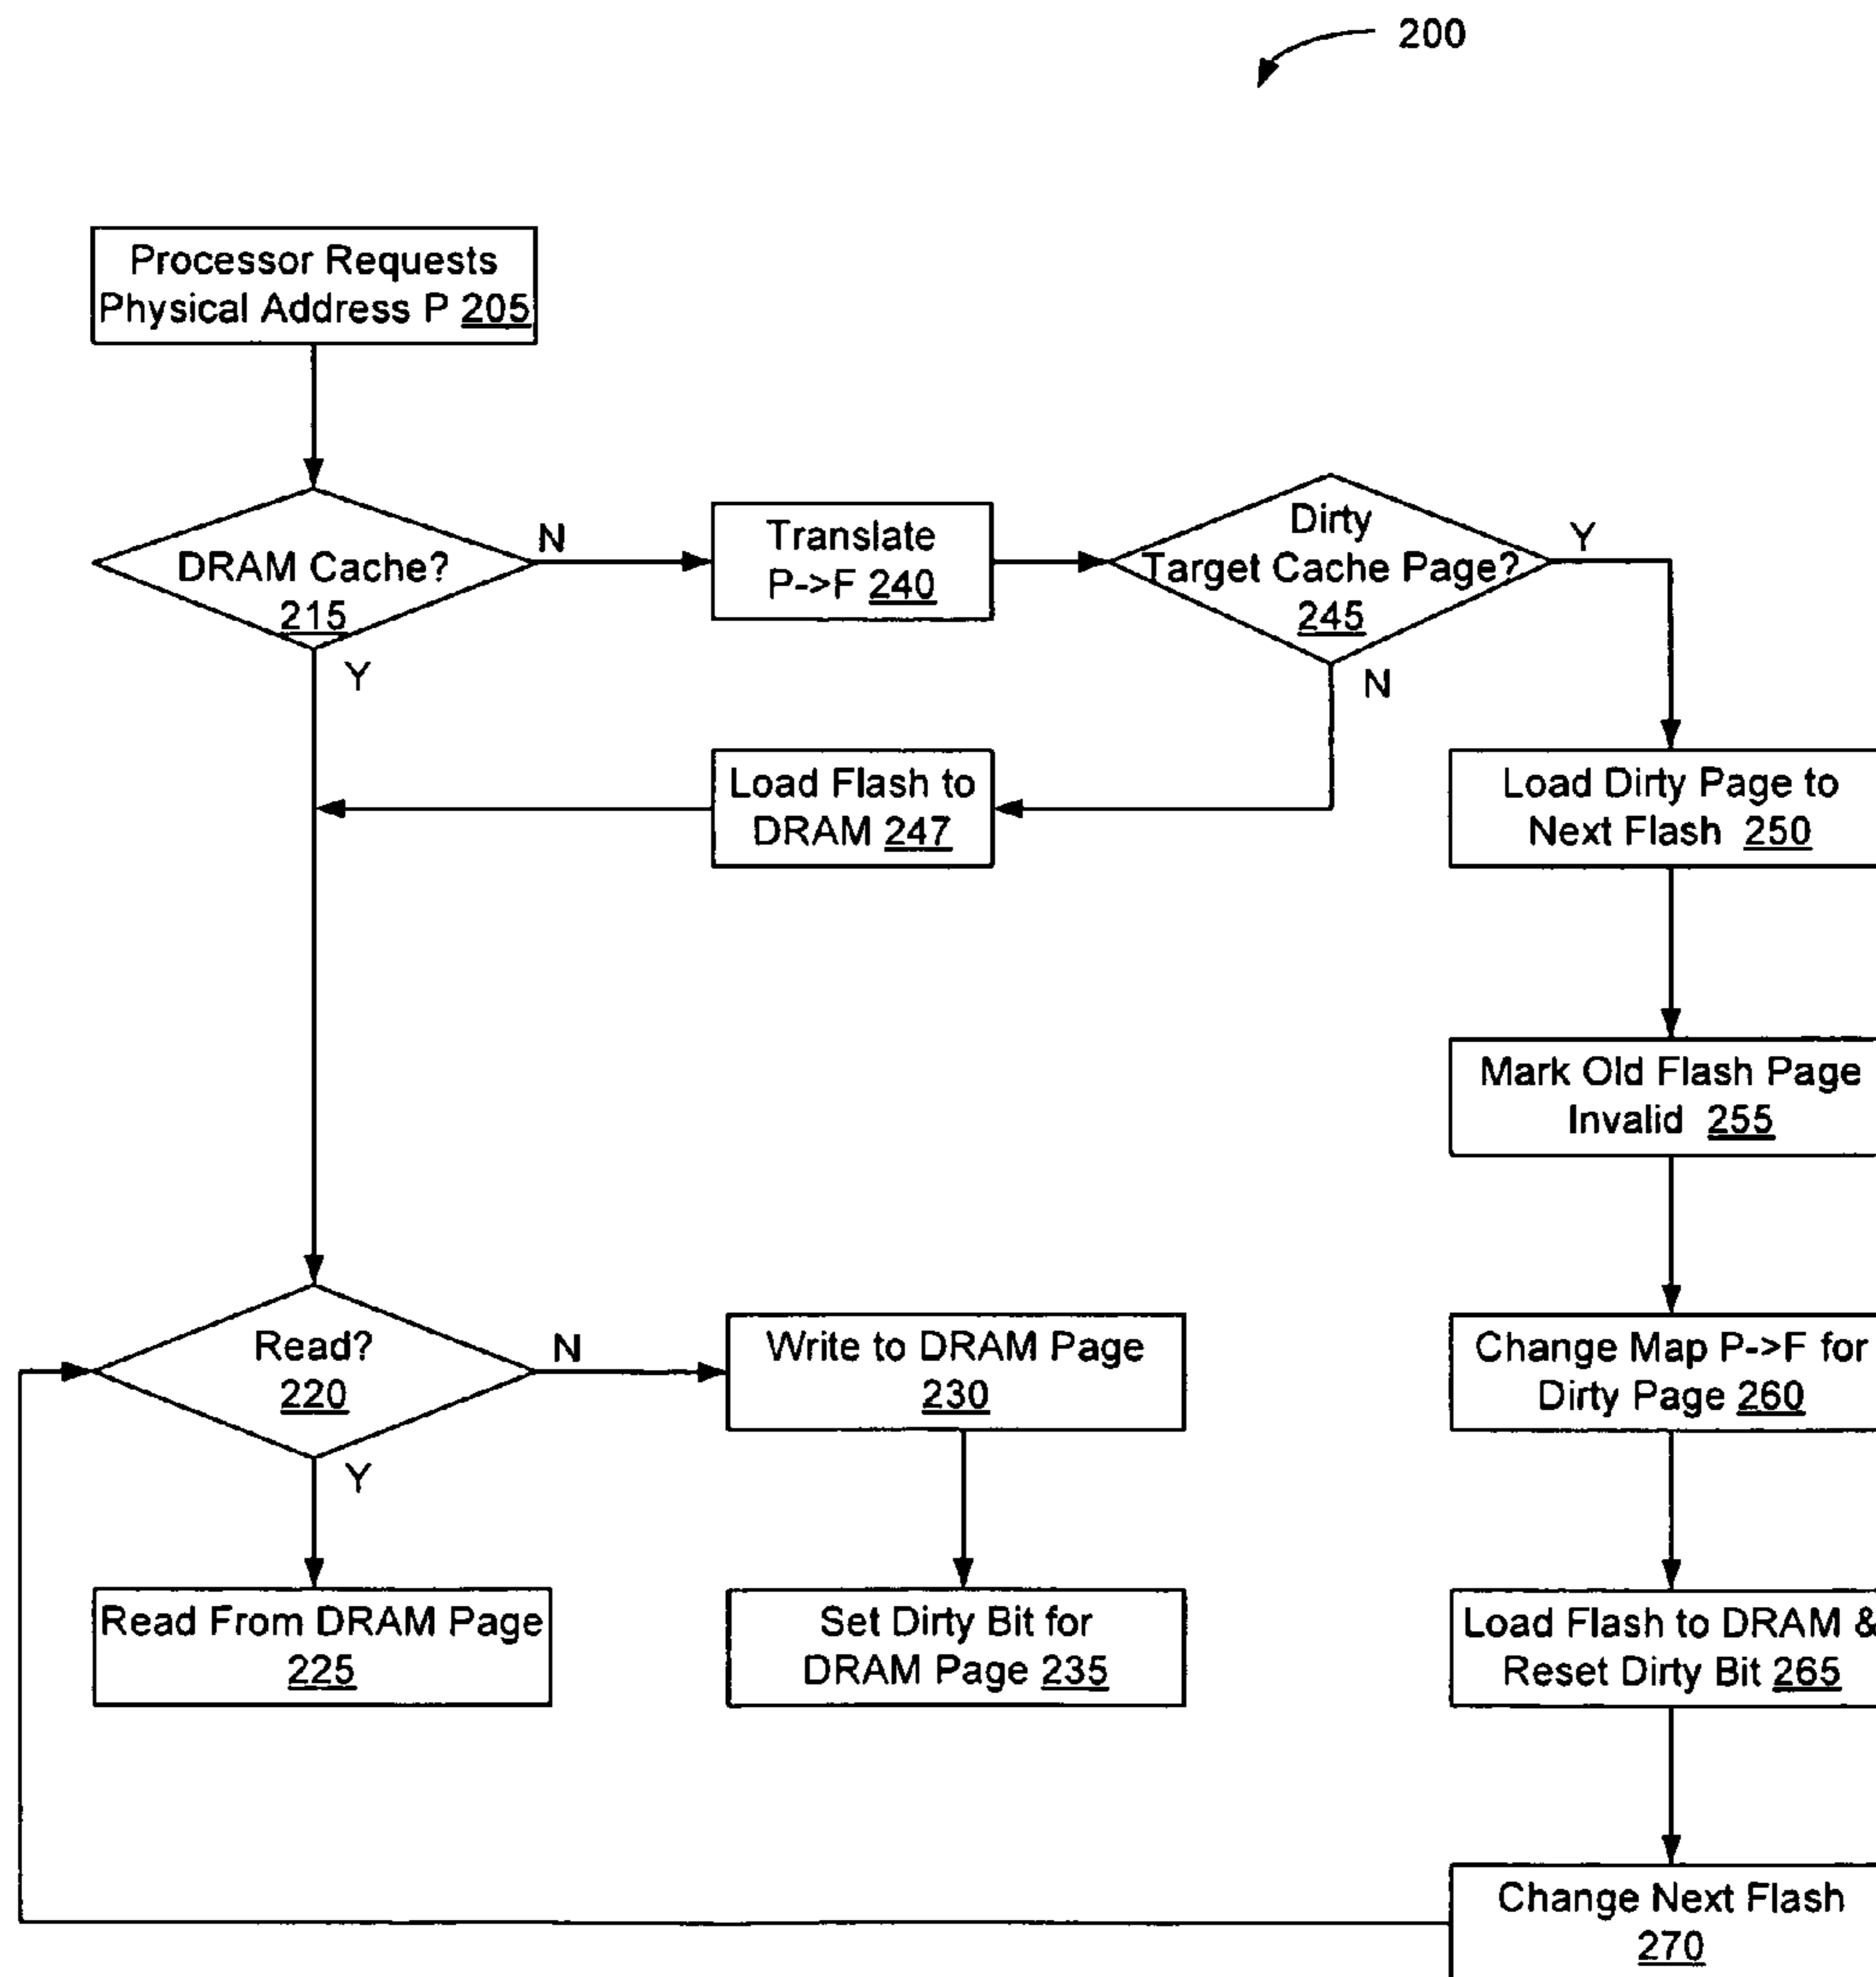 200
Processor Requests
Physical Address P 205
DRAM Cache?
215
N
Y
Translate
P->F 240
Dirty
Target Cache Page?
245
Y
N
Load Flash to
DRAM 247
Load Dirty Page to
Next Flash 250
Mark Old Flash Page
Invalid 255
Read?
220
N
Y
Write to DRAM Page
230
Change Map P->F for
Dirty Page 260
Read From DRAM Page
225
Set Dirty Bit for
DRAM Page 235
Load Flash to DRAM &
Reset Dirty Bit 265
Change Next Flash
270